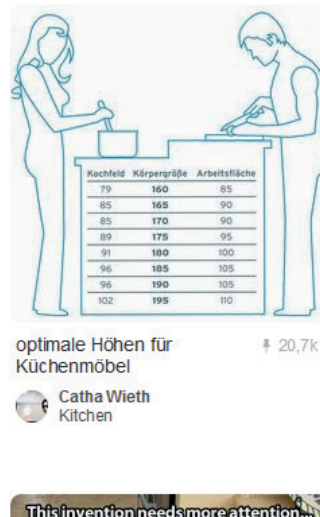 Kochfeld Körpergröße Arbeitsfläche
79 160 85
85 165 90
85 170 90
89 175 95
91 180 100
96 185 105
96 190 105
102 195 110
optimale Höhen für
Küchenmöbel
20,7k
Catha Wieth
Kitchen
This invention needs more attention...